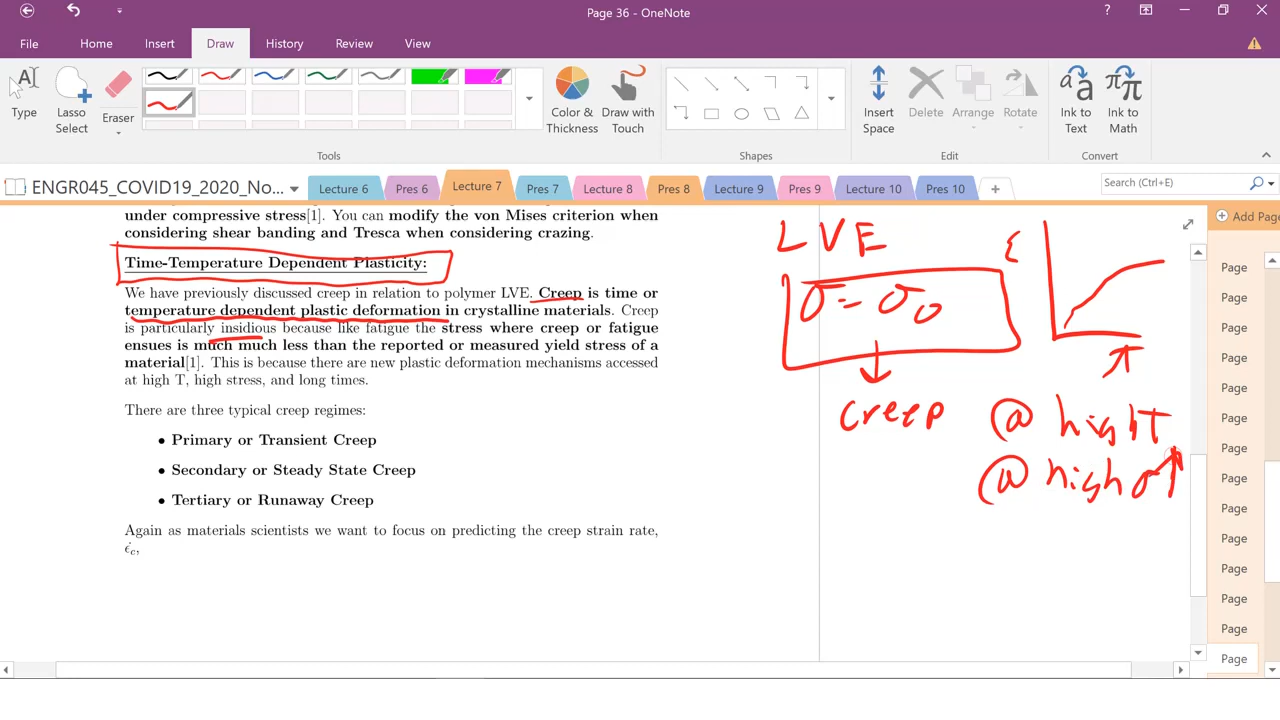 Page 36 - OneNote
?
File
Home
Insert
Draw
History
Review
View
Type
Lasso
Select
Eraser
Color &
Thickness
Draw with
Touch
Insert
Space
Delete
Arrange
Rotate
Ink to
Text
Ink to
Math
Tools
Shapes
Edit
Convert
ENGR045_COVID19_2020_No...
Lecture 6
Pres 6
Lecture 7
Pres 7
Lecture 8
Pres 8
Lecture 9
Pres 9
Lecture 10
Pres 10
+
Search (Ctrl+E)
Add Page
under compressive stress[1]. You can modify the von Mises criterion when
considering shear banding and Tresca when considering crazing.
Time-Temperature Dependent Plasticity:
We have previously discussed creep in relation to polymer LVE. Creep is time or
temperature dependent plastic deformation in crystalline materials. Creep
is particularly insidious because like fatigue the stress where creep or fatigue
ensues is much much less than the reported or measured yield stress of a
material[1]. This is because there are new plastic deformation mechanisms accessed
at high T, high stress, and long times.
There are three typical creep regimes:
• Primary or Transient Creep
• Secondary or Steady State Creep
• Tertiary or Runaway Creep
Again as materials scientists we want to focus on predicting the creep strain rate,
ϵ̇c,
LVE
σ = σ0
creep
@ high T
@ high σ
Page
Page
Page
Page
Page
Page
Page
Page
Page
Page
Page
Page
Page
Page